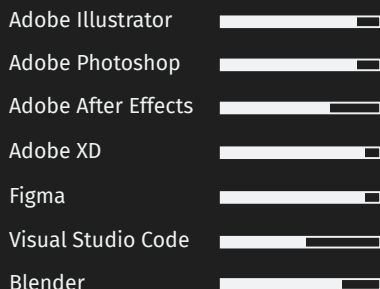 Adobe Illustrator
Adobe Photoshop
Adobe After Effects
Adobe XD
Figma
Visual Studio Code
Blender